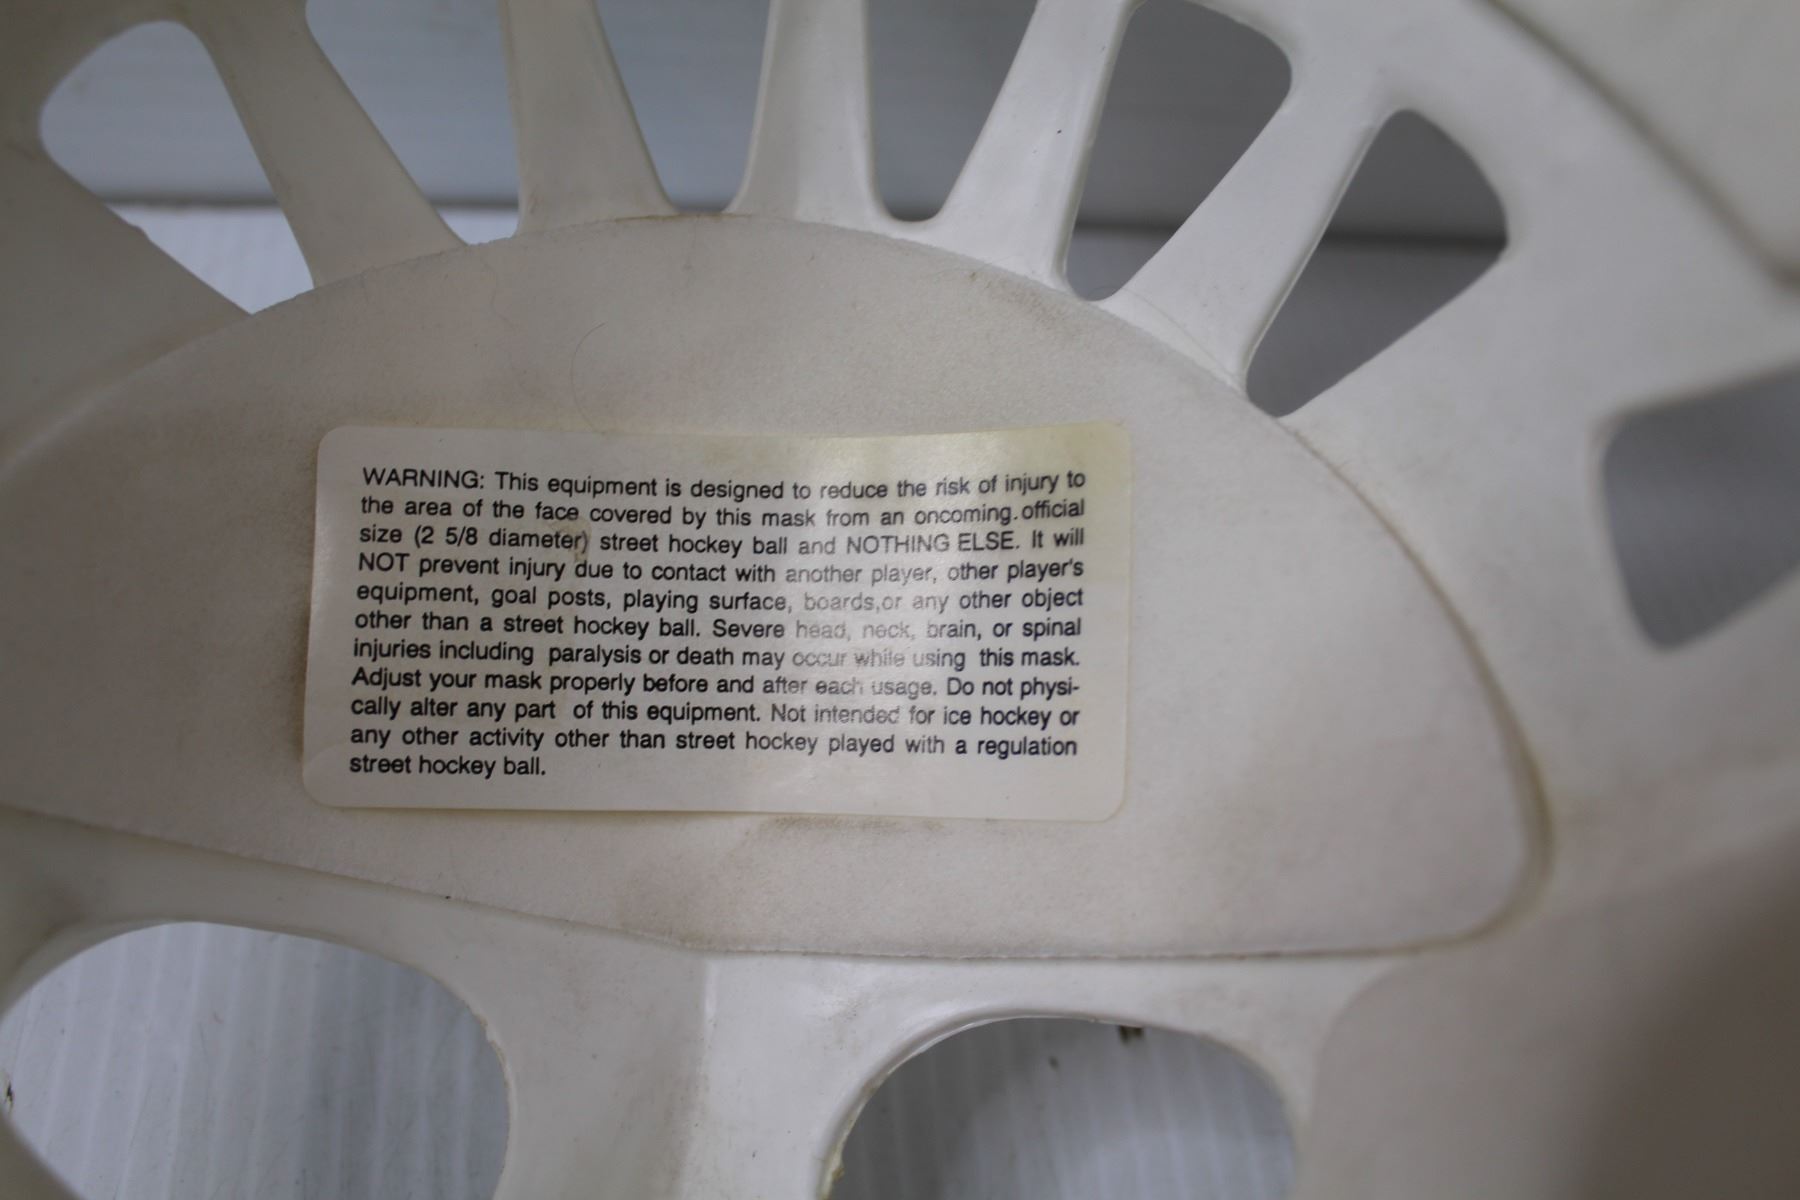 WARNING: This equipment is designed to reduce the risk of injury to
the area of the face covered by this mask from an oncoming. official
size (2 5/8 diameter) street hockey ball and NOTHING ELSE. It will
NOT prevent injury due to contact with another player, other player's
equipment, goal posts, playing surface, boards,or any other object
other than a street hockey ball. Severe head, neck, brain, or spinal
injuries including paralysis or death may occur while using this mask.
Adjust your mask properly before and after each usage. Do not physi-
cally alter any part of this equipment. Not intended for ice hockey or
any other activity other than street hockey played with a regulation
street hockey ball.